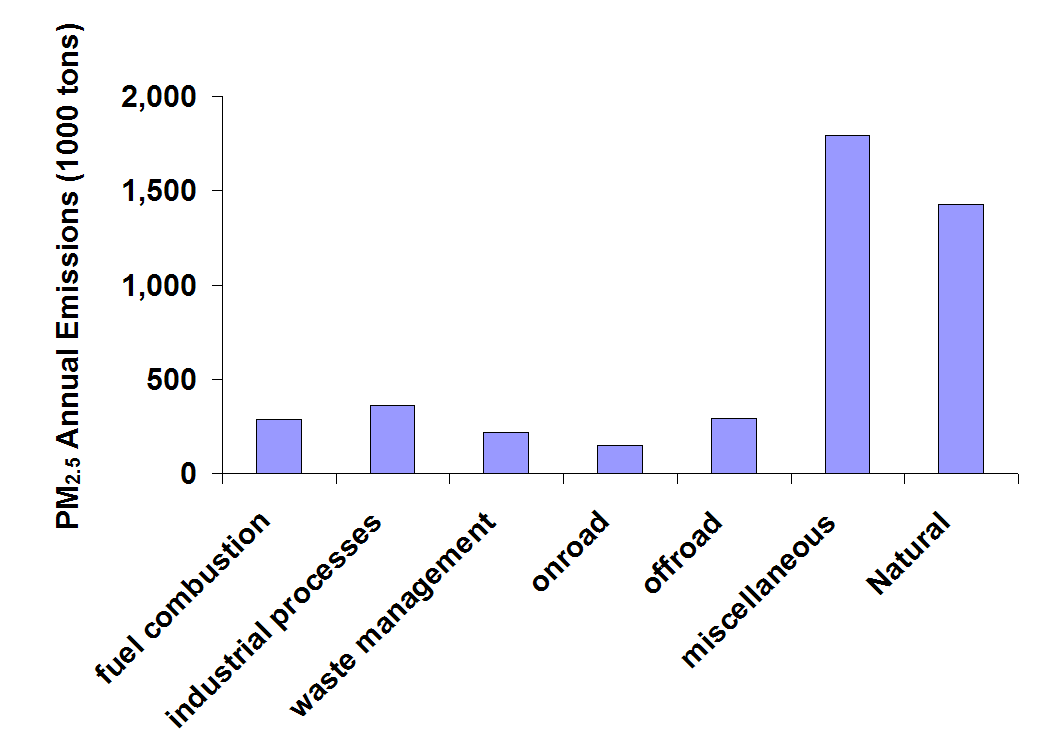 PM2.5 Annual Emissions (1000 tons)
2,000
1,500
1,000
500
0
fuel combustion
industrial processes
waste management
onroad
offroad
miscellaneous
Natural